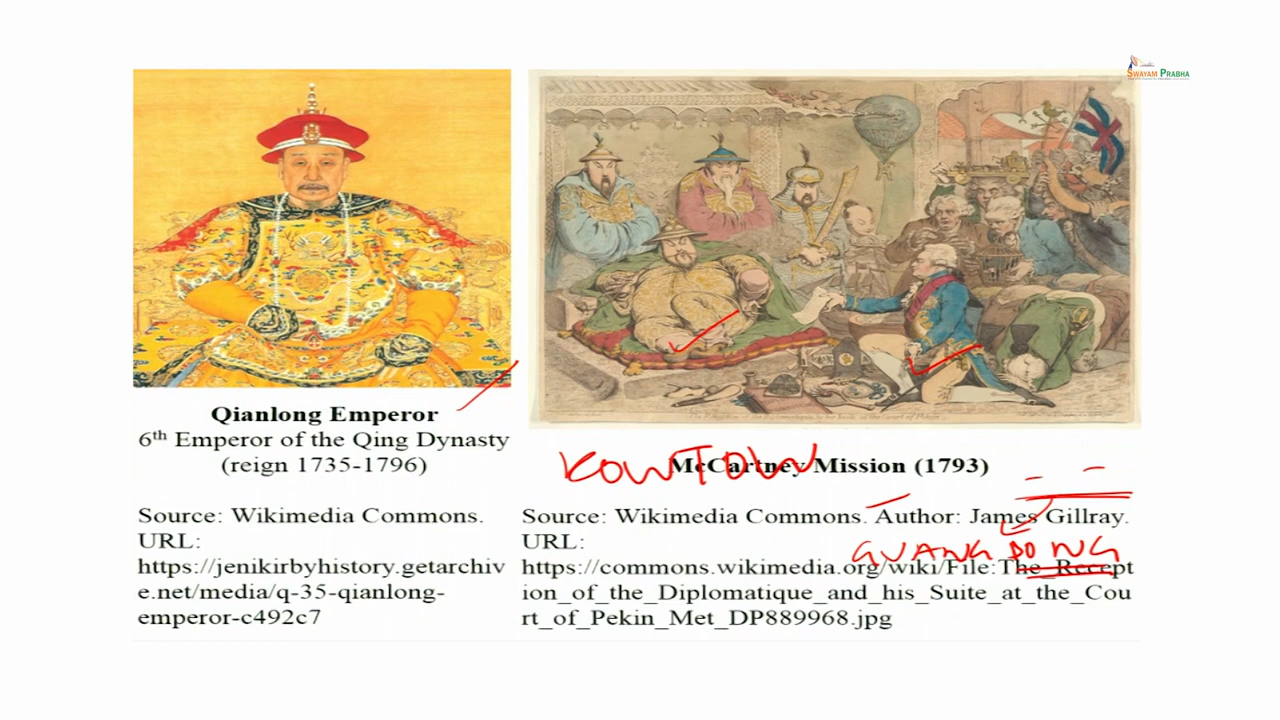 SWAYAM PRABHA
Qianlong Emperor
6th Emperor of the Qing Dynasty
(reign 1735-1796)
Source: Wikimedia Commons.
URL:
https://jenikirbyhistory.getarchiv
e.net/media/q-35-qianlong-
emperor-c492c7
KOWTOW
McCartney Mission (1793)
Source: Wikimedia Commons. Author: James Gillray.
GUANGDONG
URL:
https://commons.wikimedia.org/wiki/File:The_Recept
ion_of_the_Diplomatique_and_his_Suite_at_the_Cou
rt_of_Pekin_Met_DP889968.jpg